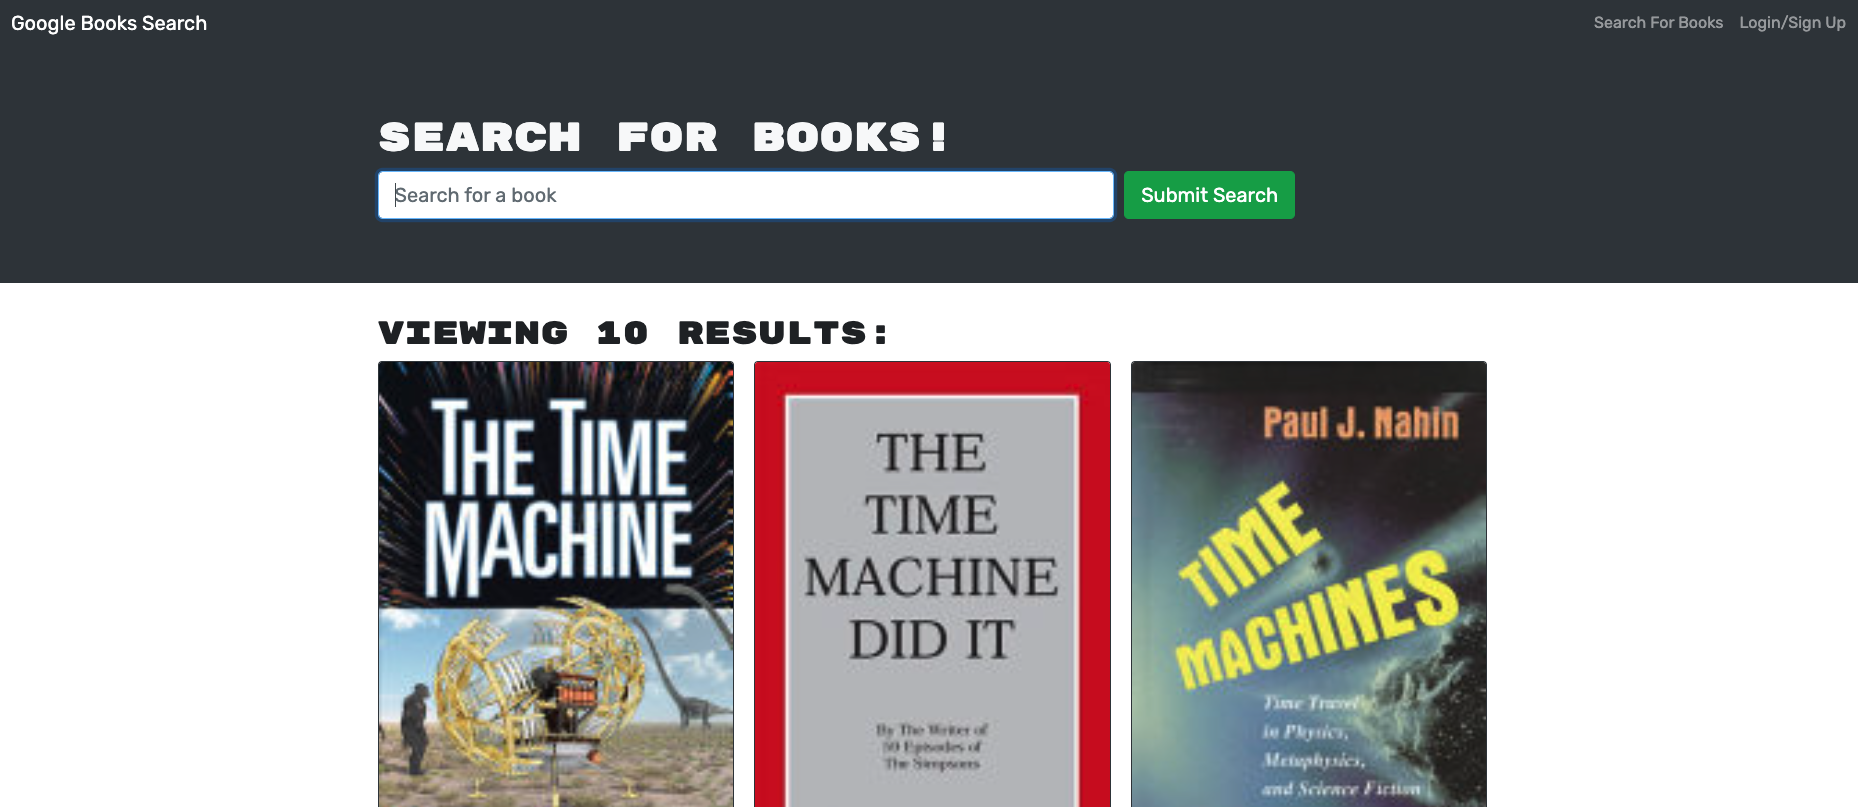 Google Books Search
Search For Books
Login/Sign Up
SEARCH FOR BOOKS!
Search for a book
Submit Search
VIEWING 10 RESULTS:
THE TIME
MACHINE
THE
TIME
MACHINE
DID IT
By The Writer of
50 Episodes of
The Simpsons
Paul J. Nahin
TIME
MACHINES
Time Travel
in Physics,
Metaphysics,
and Science Fiction